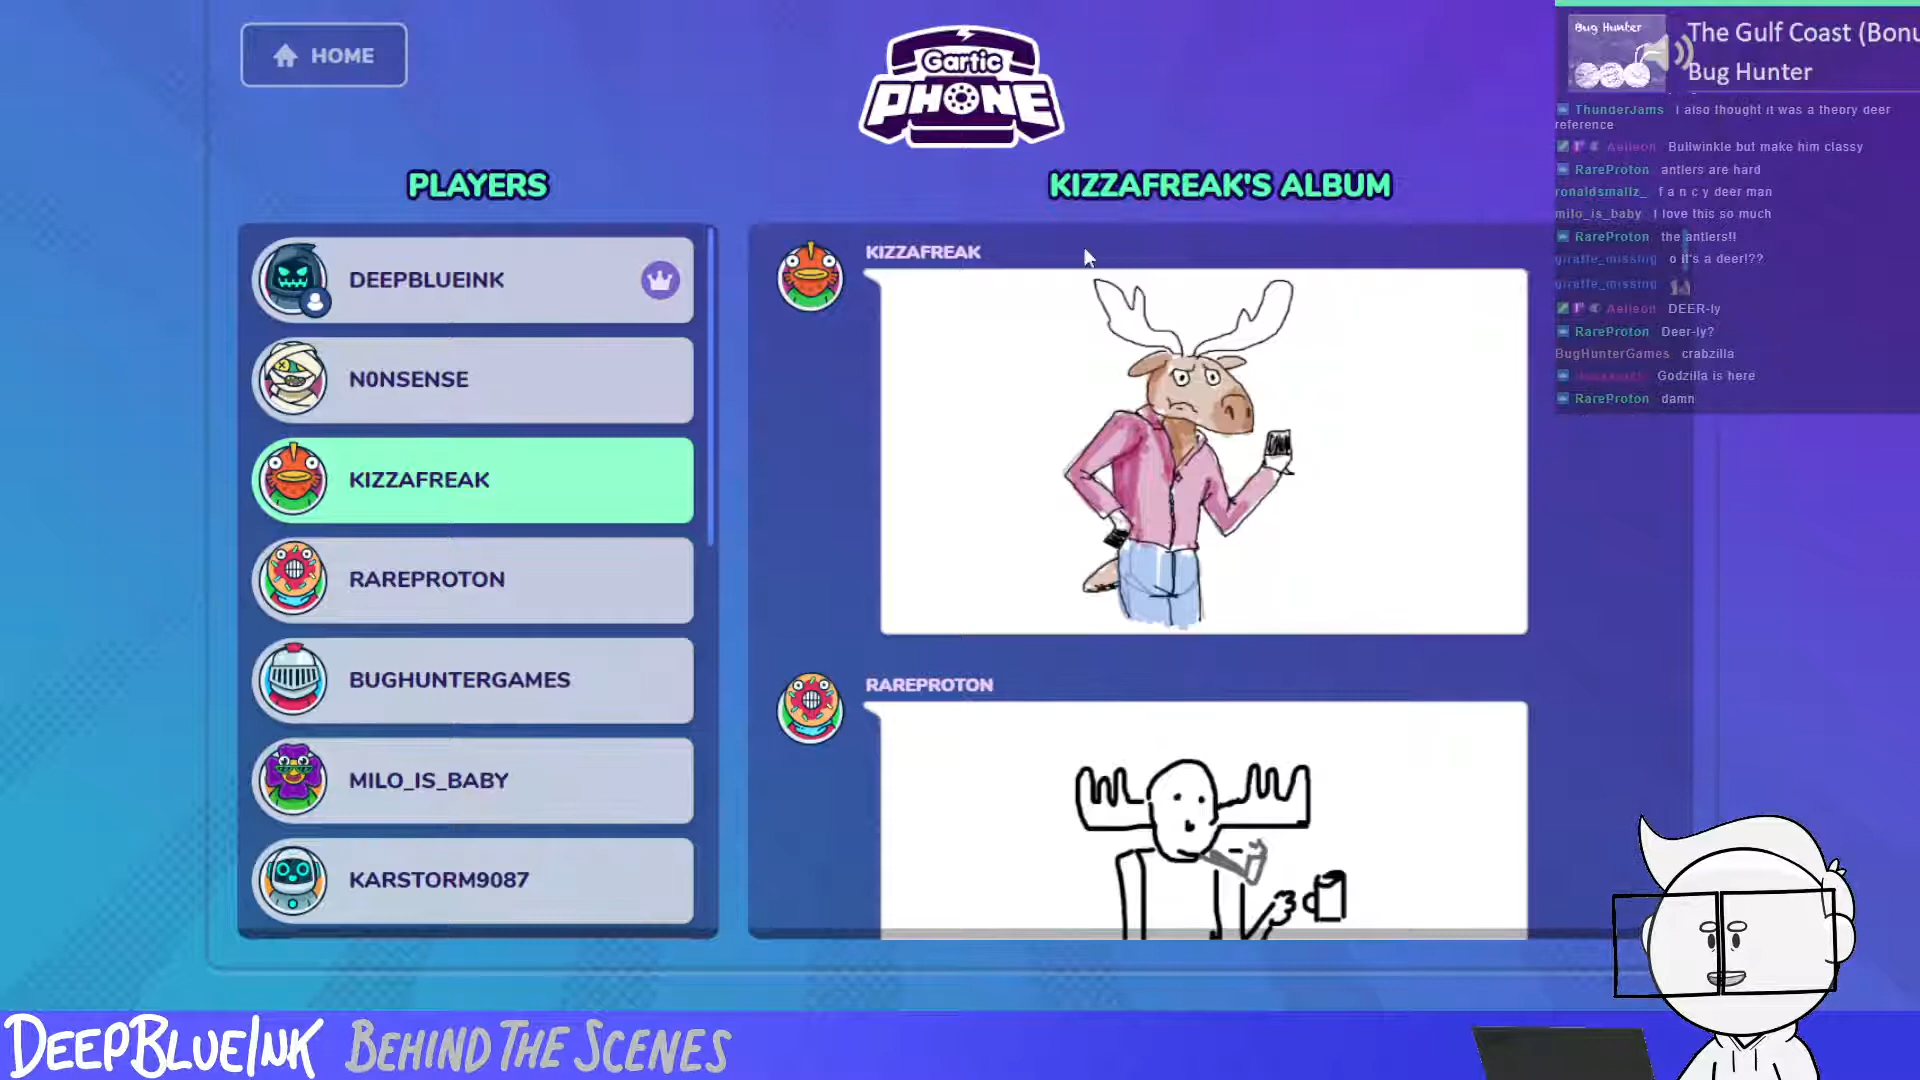 HOME
Gartic
PHONE
PLAYERS
DEEPBLUEINK
N0NSENSE
KIZZAFREAK
RAREPROTON
BUGHUNTERGAMES
MILO_IS_BABY
KARSTORM9087
KIZZAFREAK'S ALBUM
KIZZAFREAK
RAREPROTON
Bug Hunter
The Gulf Coast (Bonu
Bug Hunter
ThunderJams I also thought it was a theory deer
reference
Aelleon Bullwinkle but make him classy
RareProton antlers are hard
ronaldsmallz_ f a n c y deer man
milo_is_baby I love this so much
RareProton the antlers!!
giraffe_missing o it's a deer!??
giraffe_missing
Aelleon DEER-ly
RareProton Deer-ly?
BugHunterGames crabzilla
Godzilla is here
RareProton damn
DEEPBLUEINK BEHIND THE SCENES